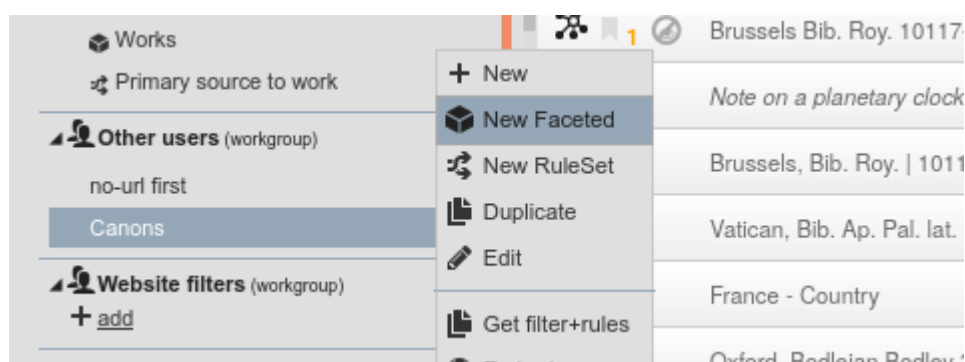 Works
Primary source to work
Other users (workgroup)
no-url first
Canons
Website filters (workgroup)
add
New
New Faceted
New RuleSet
Duplicate
Edit
Get filter+rules
1
Brussels Bib. Roy. 10117-
Note on a planetary clock
Brussels, Bib. Roy. | 1011
Vatican, Bib. Ap. Pal. lat.
France - Country